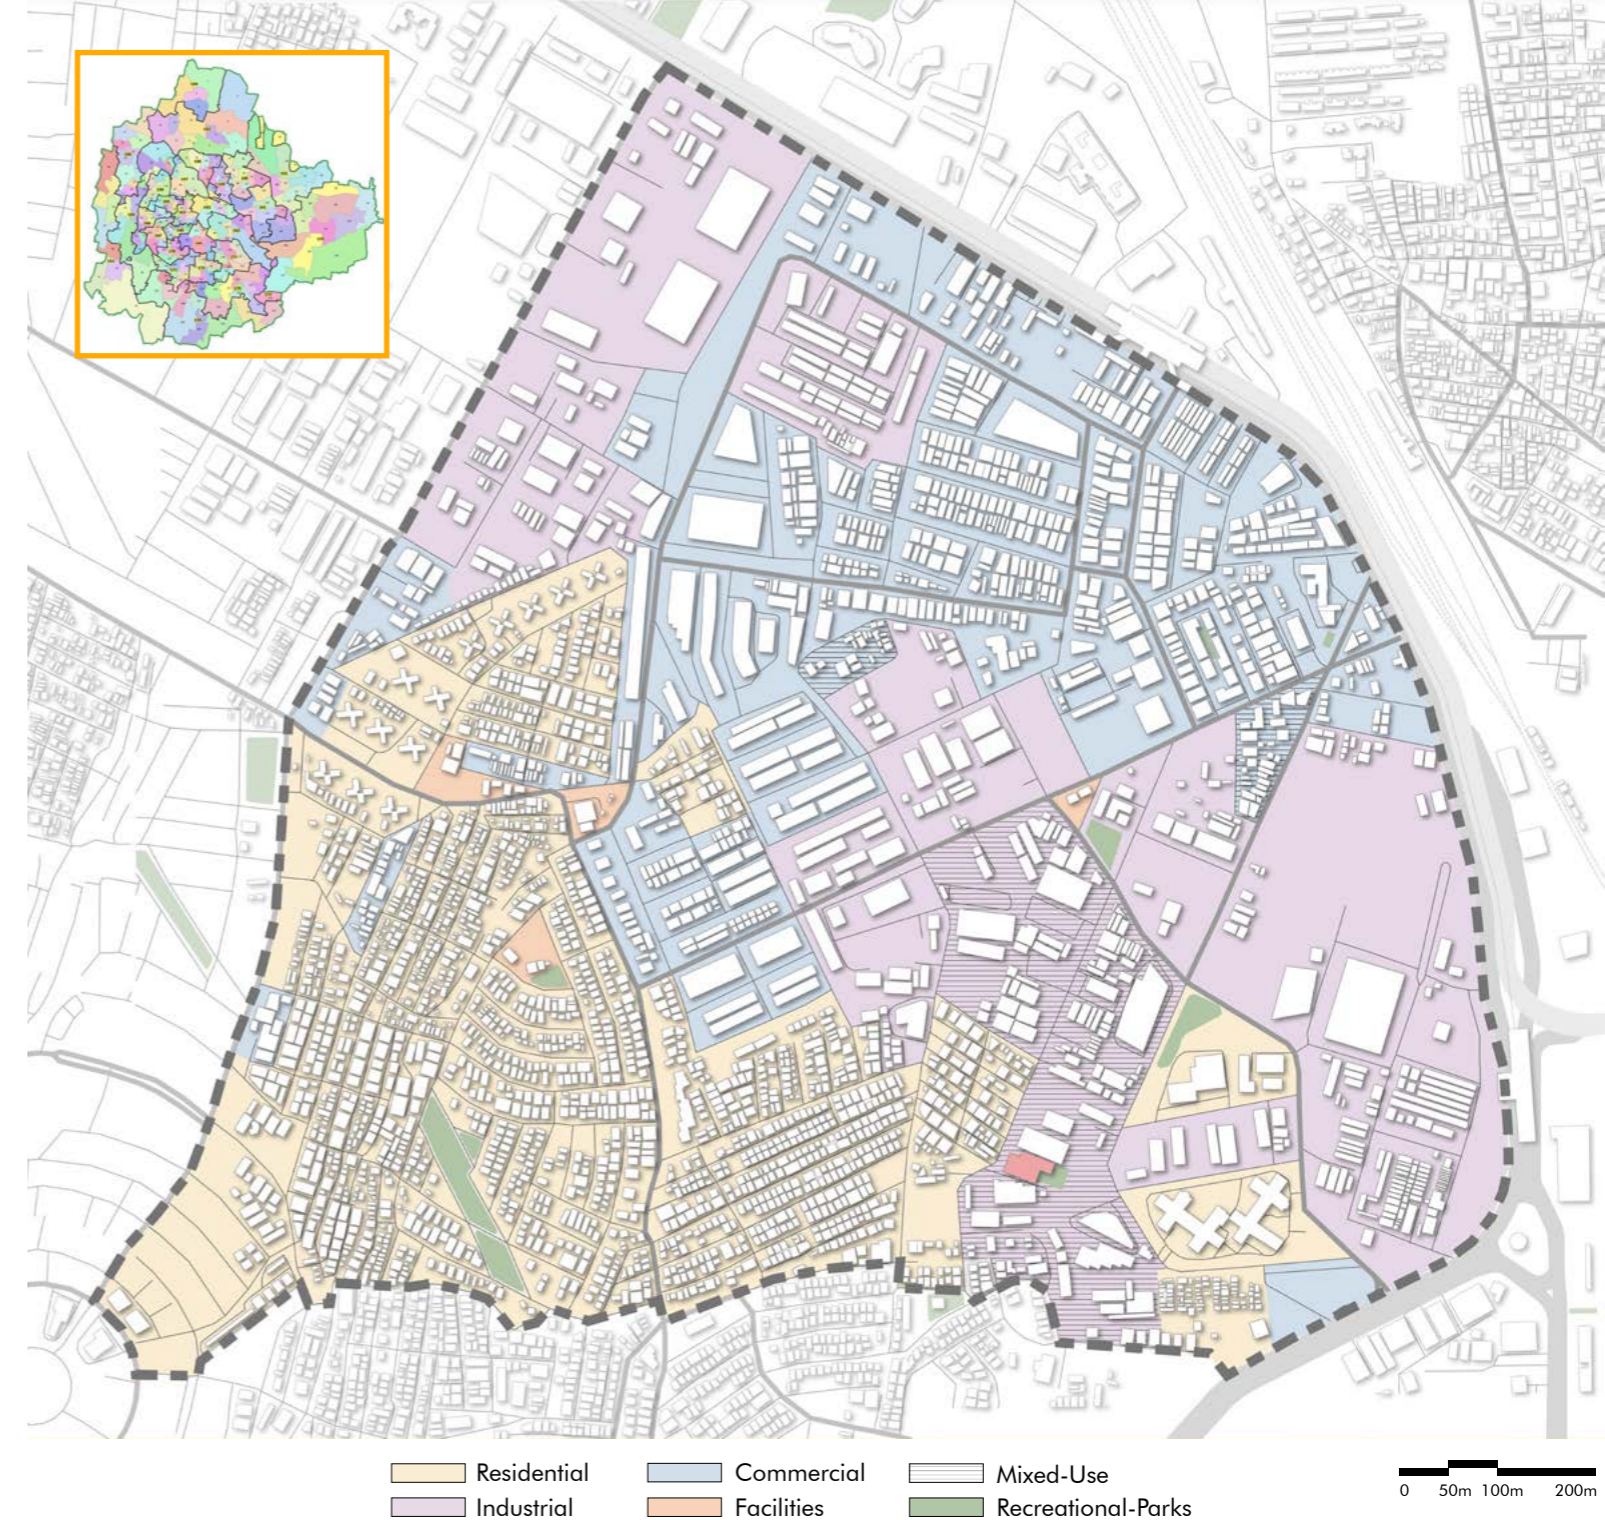 Residential
Commercial
Mixed-Use
Industrial
Facilities
Recreational-Parks
0 50m 100m 200m